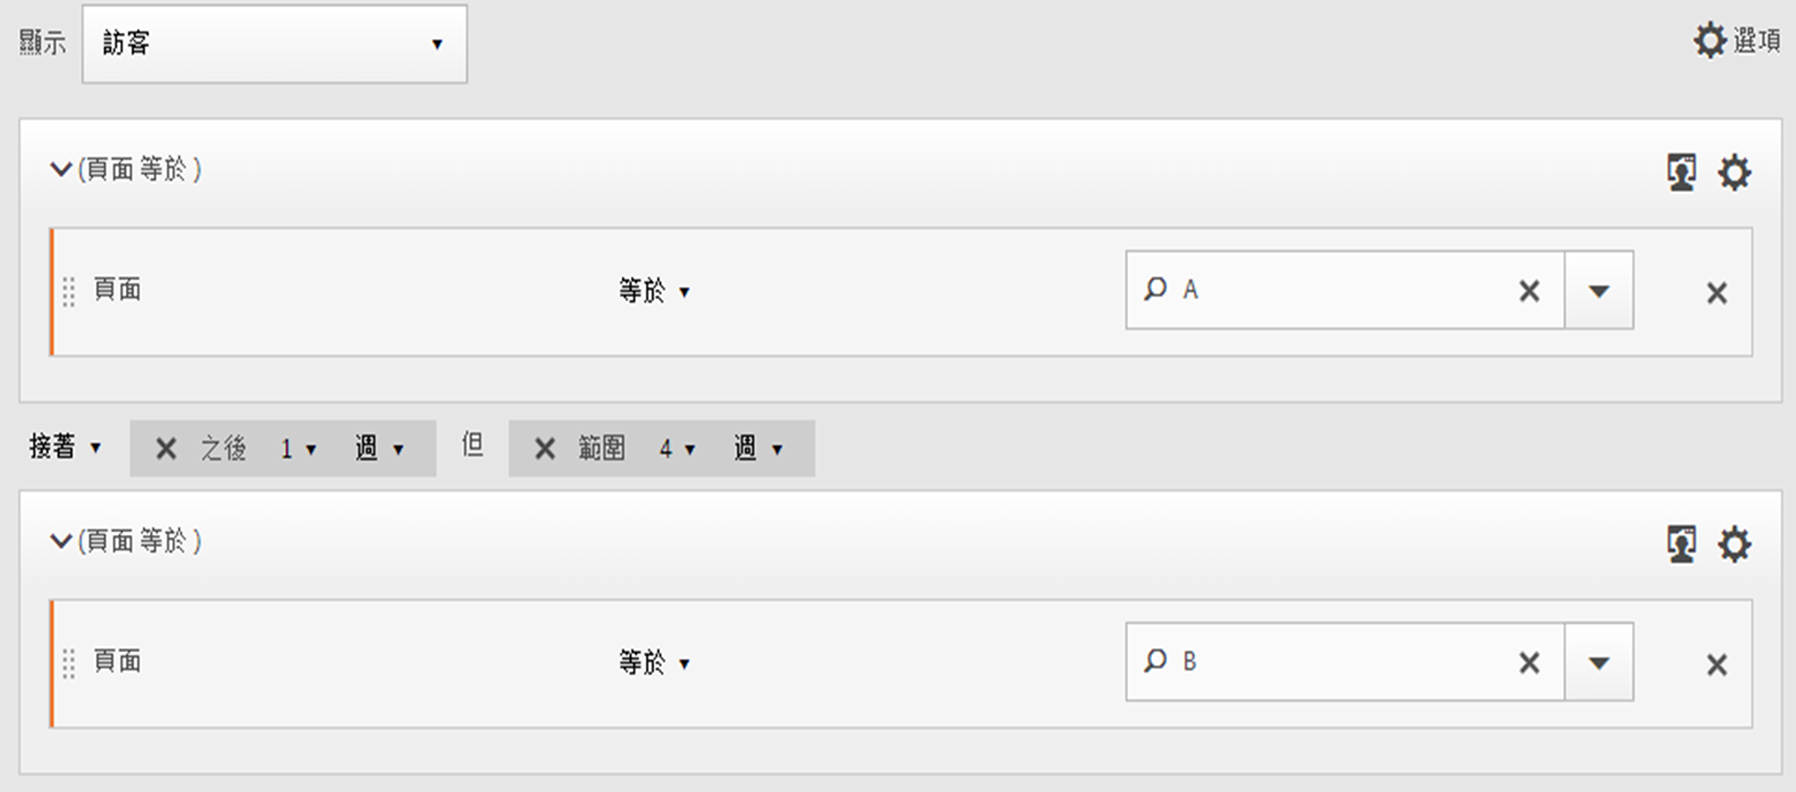 顯示 訪客 ▼ 選項
(頁面 等於 )
頁面 等於 ▼ A
接著 ▼ 之後 1 ▼ 週 ▼ 但 範圍 4 ▼ 週 ▼
(頁面 等於 )
頁面 等於 ▼ B